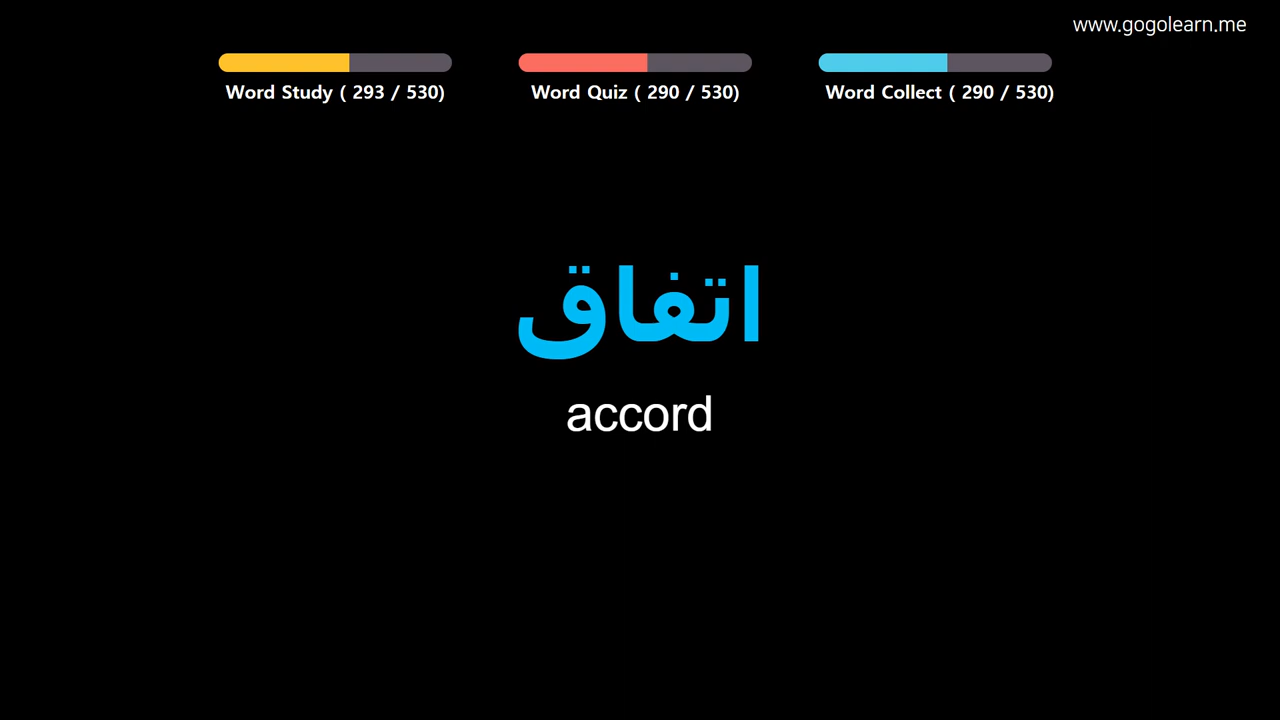 www.gogolearn.me
Word Study ( 293 / 530)
Word Quiz ( 290 / 530)
Word Collect ( 290 / 530)
اتفاق
accord